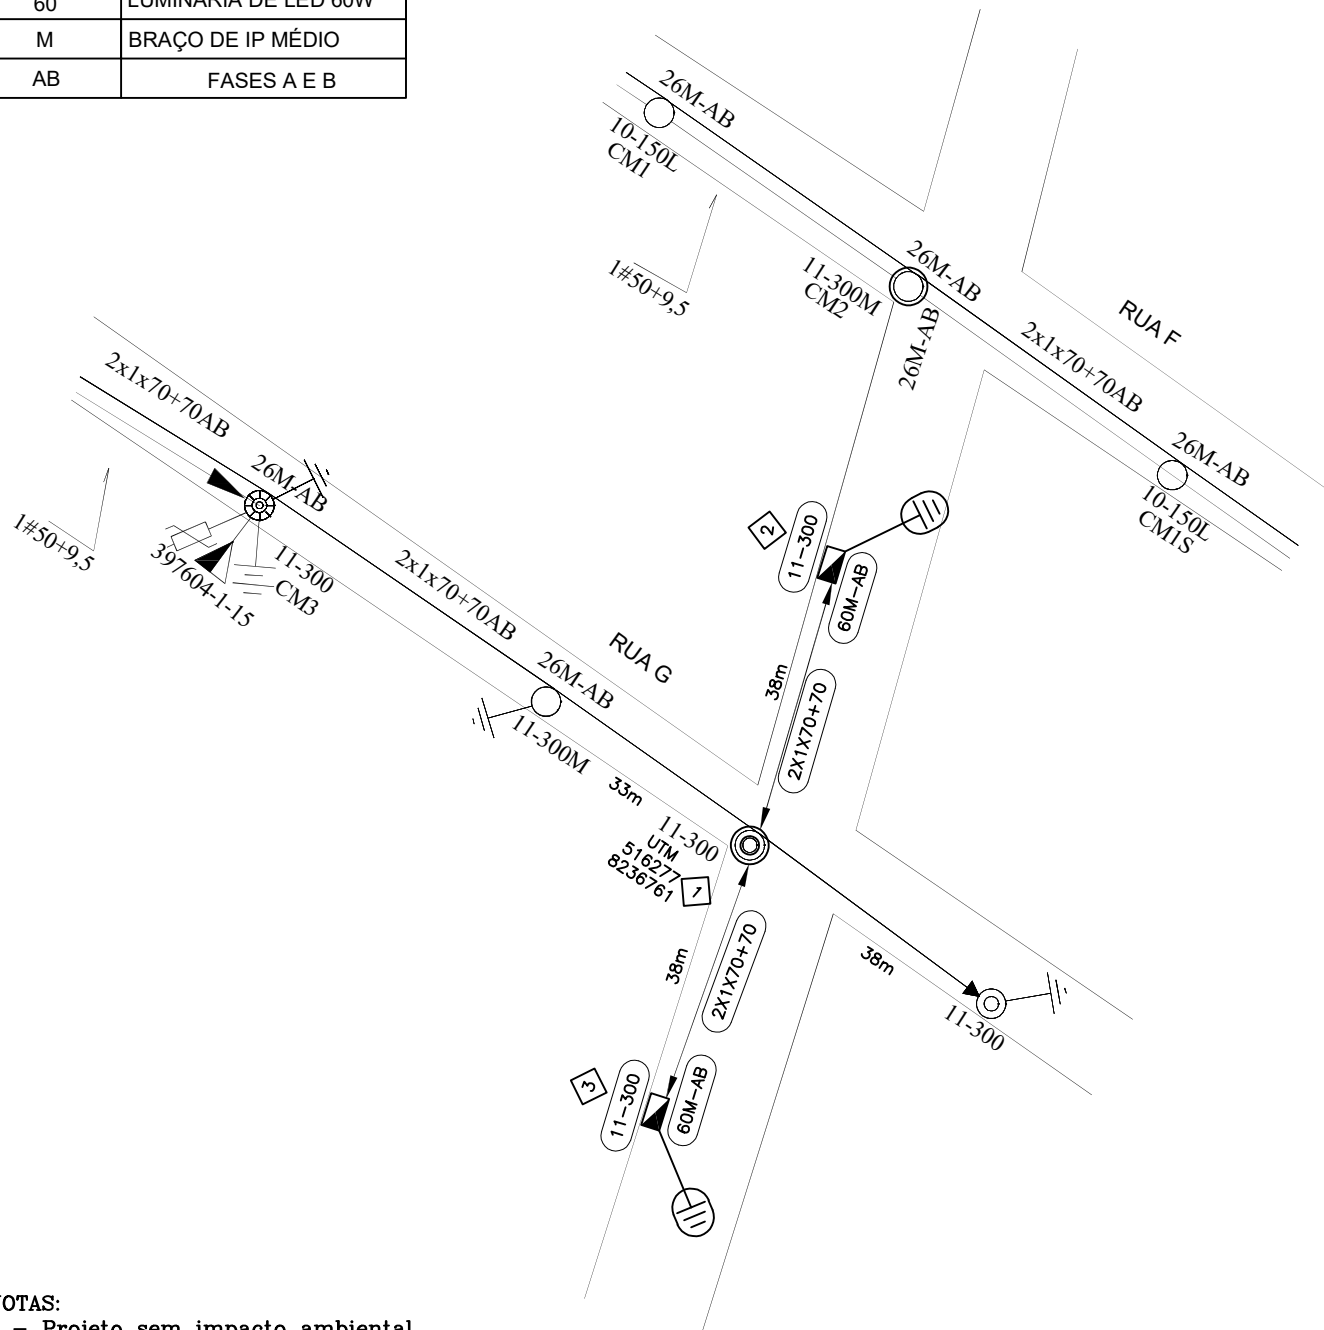 60 LUMINÁRIA DE LED 60W
M BRAÇO DE IP MÉDIO
AB FASES A E B
26M-AB
10-150L
CM1
1#50+9,5
26M-AB
11-300M
CM2
26M-AB
RUA F
2x1x70+70AB
26M-AB
10-150L
CM1S
2x1x70+70AB
26M-AB
1#50+9,5
397604-1-15
11-300
CM3
2x1x70+70AB
RUA G
26M-AB
11-300M
33m
2
11-300
60M-AB
38m
2X1X70+70
11-300
UTM
516277
8236761
1
38m
2X1X70+70
38m
11-300
3
11-300
60M-AB
NOTAS:
- Projeto sem impacto ambiental